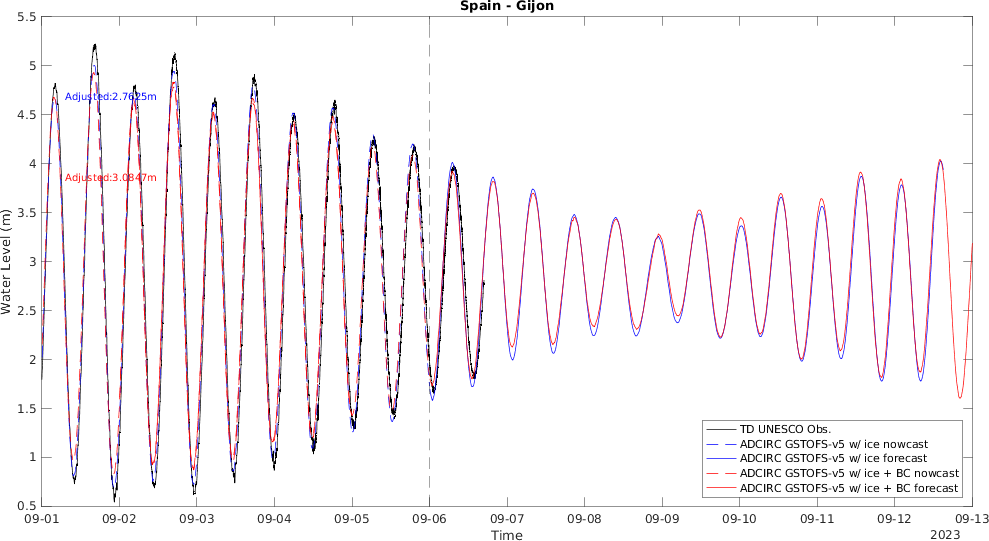 Spain - Gijon
5.5
5
4.5
4
3.5
3
2.5
2
1.5
1
0.5
Water Level (m)
Adjusted:2.7625m
Adjusted:3.0847m
TD UNESCO Obs.
ADCIRC GSTOFS-v5 w/ ice nowcast
ADCIRC GSTOFS-v5 w/ ice forecast
ADCIRC GSTOFS-v5 w/ ice + BC nowcast
ADCIRC GSTOFS-v5 w/ ice + BC forecast
09-01 09-02 09-03 09-04 09-05 09-06 09-07 09-08 09-09 09-10 09-11 09-12 09-13
Time
2023